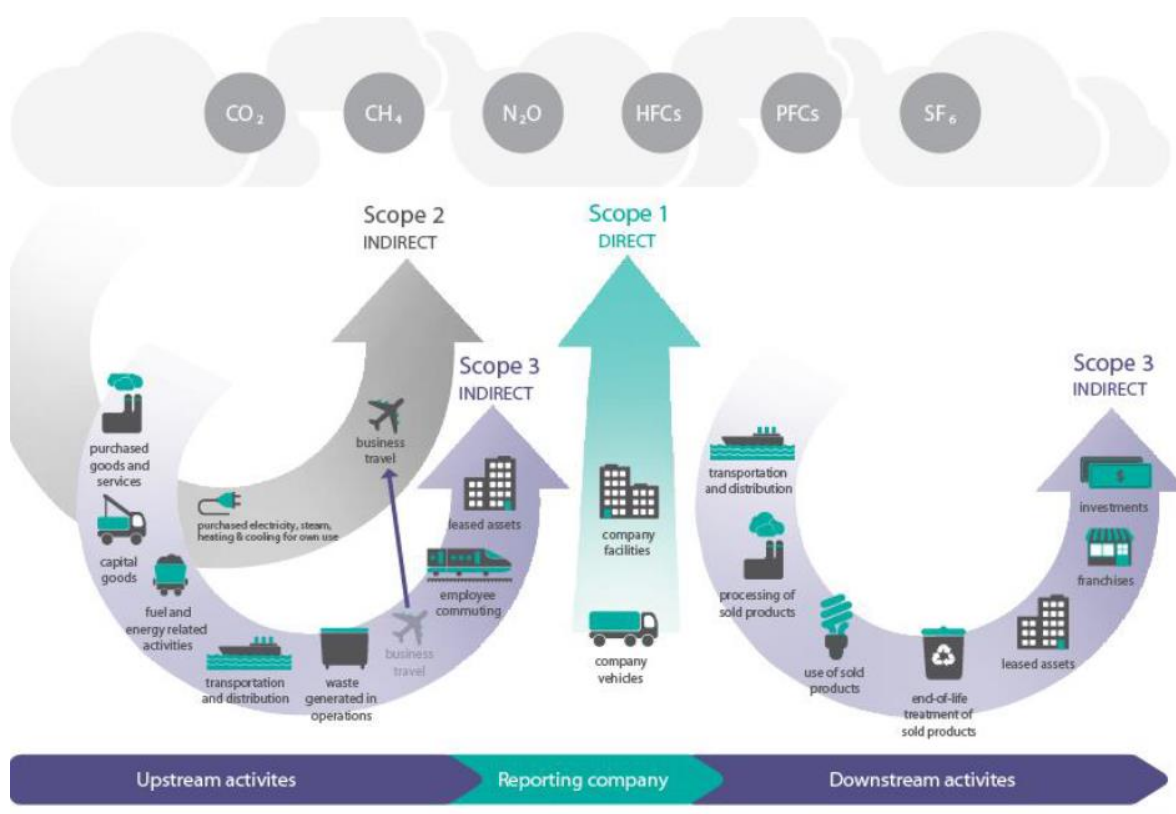 CO₂
CH₄
N₂O
HFCs
PFCs
SF₆
Scope 2
INDIRECT
Scope 1
DIRECT
Scope 3
INDIRECT
Scope 3
INDIRECT
purchased
goods and
services
capital
goods
fuel and
energy related
activities
transportation
and distribution
waste
generated in
operations
business
travel
employee
commuting
leased assets
purchased electricity, steam,
heating & cooling for own use
business
travel
company
facilities
company
vehicles
transportation
and distribution
processing of
sold products
use of sold
products
end-of-life
treatment of
sold products
leased assets
franchises
investments
$
Upstream activites
Reporting company
Downstream activites